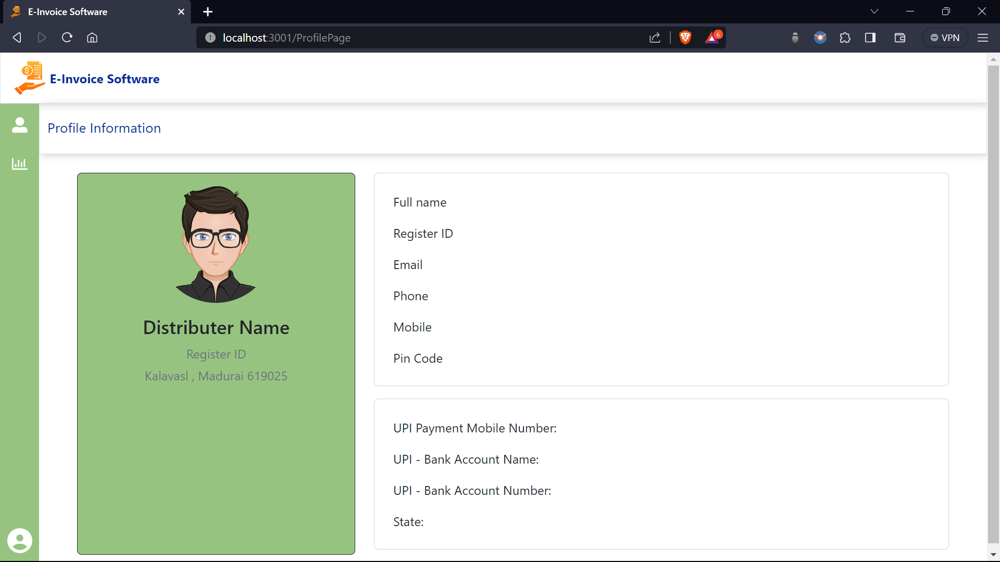 E-Invoice Software
localhost:3001/ProfilePage
6
VPN
E-Invoice Software
Profile Information
Distributer Name
Register ID
Kalavasl , Madurai 619025
Full name
Register ID
Email
Phone
Mobile
Pin Code
UPI Payment Mobile Number:
UPI - Bank Account Name:
UPI - Bank Account Number:
State: